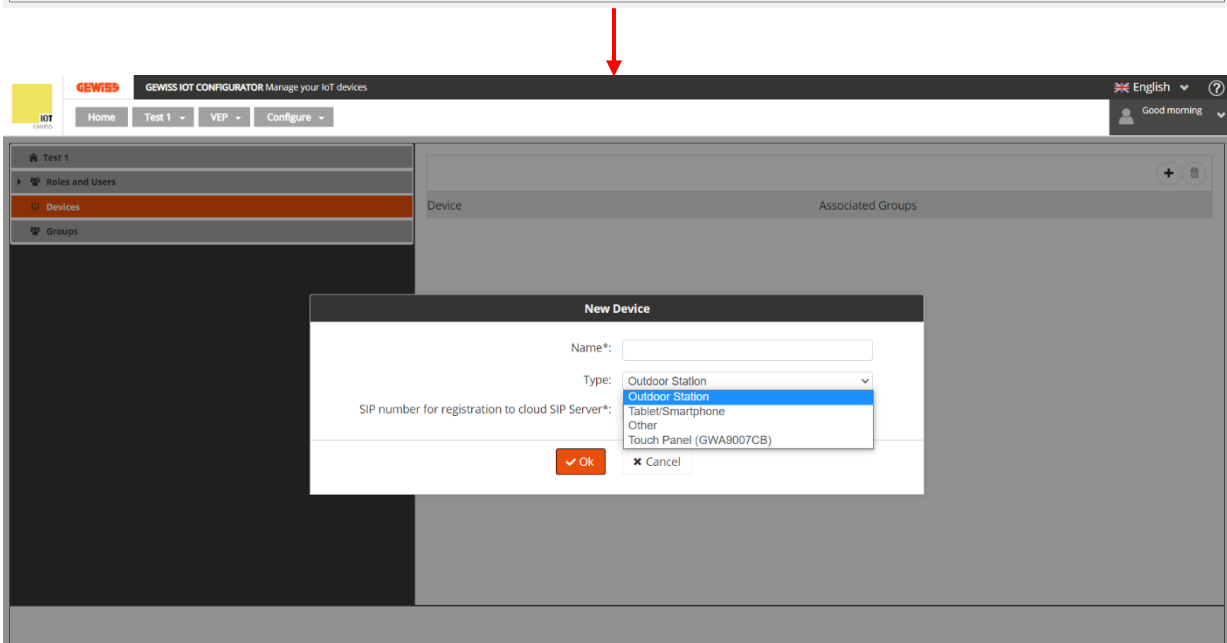 GEWISS
GEWISS IOT CONFIGURATOR Manage your IoT devices
English
?
IOT
Home
Test 1
VEP
Configure
Good morning
Test 1
Roles and Users
Devices
Groups
Device
Associated Groups
New Device
Name*:
Type:
Outdoor Station
Outdoor Station
SIP number for registration to cloud SIP Server*:
Tablet/Smartphone
Other
Touch Panel (GWA9007CB)
Ok
Cancel